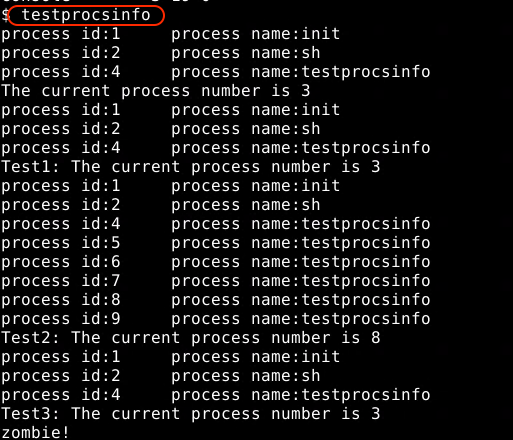 $ testprocsinfo
process id:1     process name:init
process id:2     process name:sh
process id:4     process name:testprocsinfo
The current process number is 3
process id:1     process name:init
process id:2     process name:sh
process id:4     process name:testprocsinfo
Test1: The current process number is 3
process id:1     process name:init
process id:2     process name:sh
process id:4     process name:testprocsinfo
process id:5     process name:testprocsinfo
process id:6     process name:testprocsinfo
process id:7     process name:testprocsinfo
process id:8     process name:testprocsinfo
process id:9     process name:testprocsinfo
Test2: The current process number is 8
process id:1     process name:init
process id:2     process name:sh
process id:4     process name:testprocsinfo
Test3: The current process number is 3
zombie!